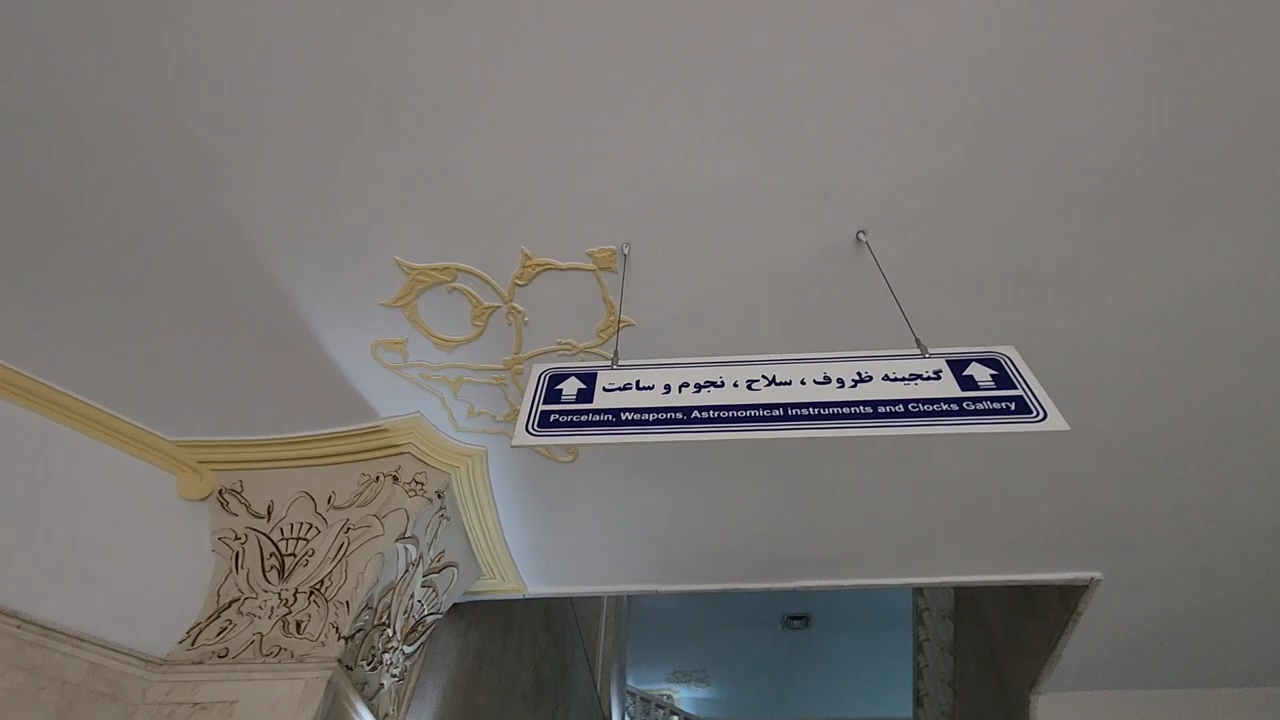 گنجینه ظروف ، سلاح ، نجوم و ساعت
Porcelain, Weapons, Astronomical instruments and Clocks Gallery